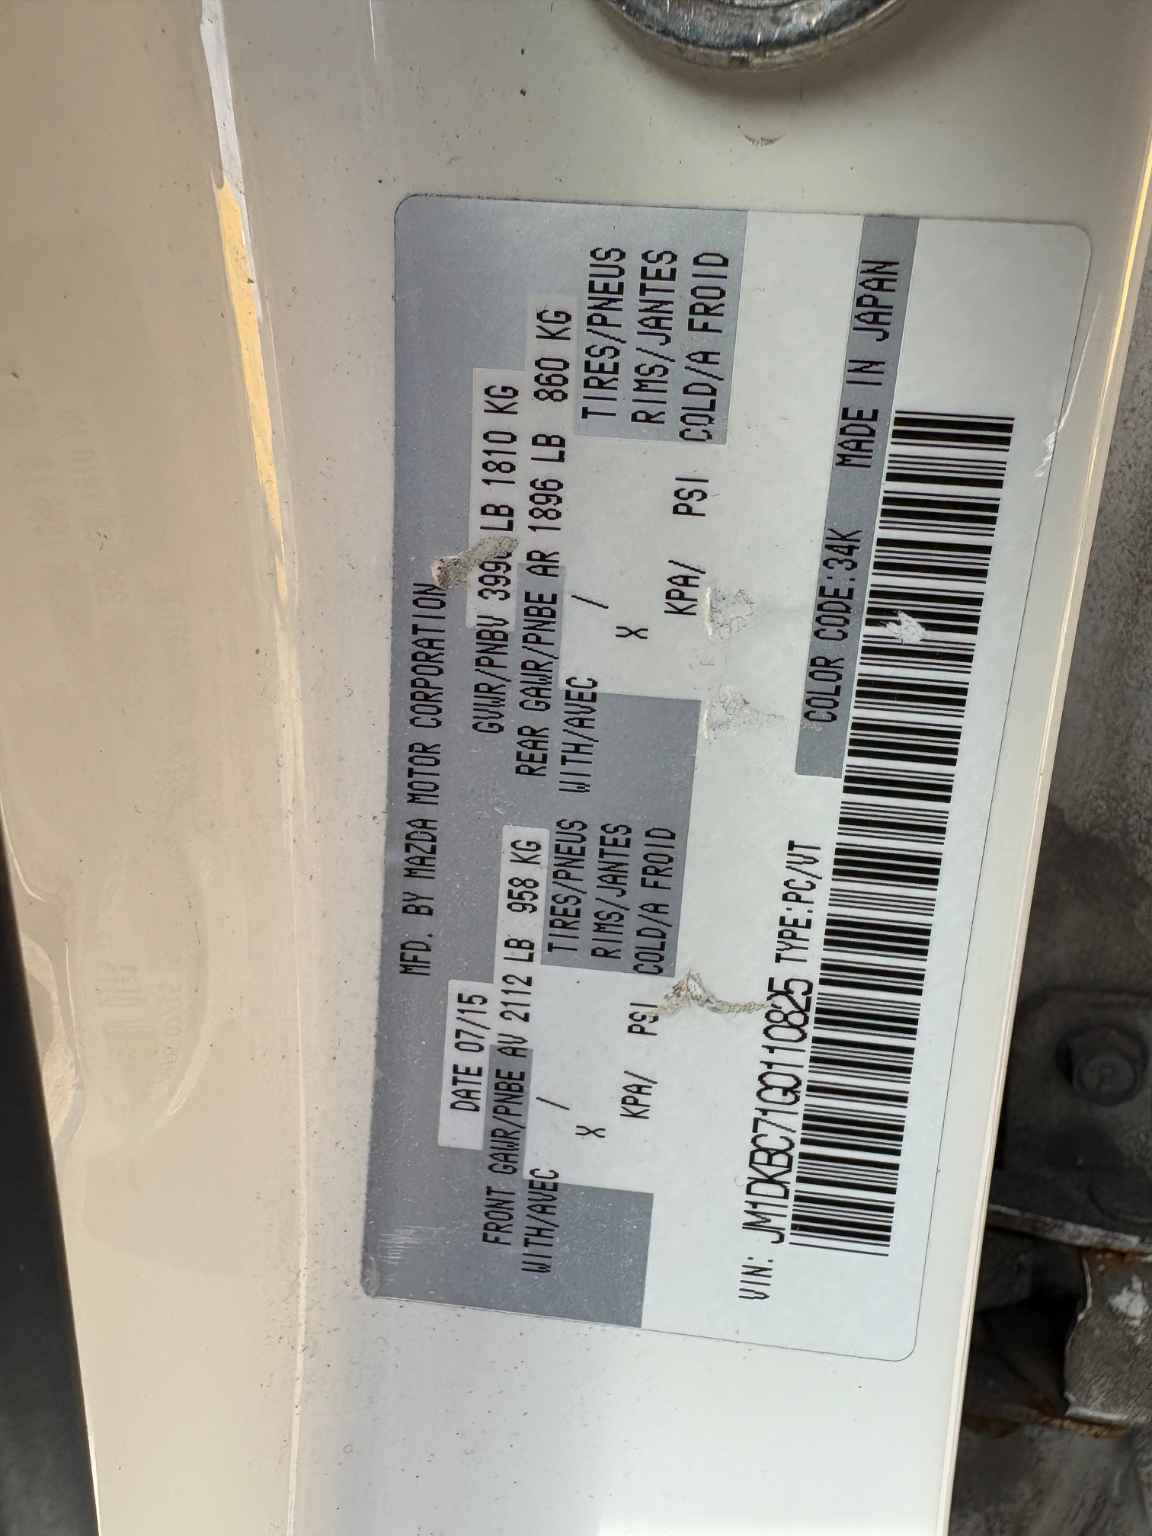 MFD. BY MAZDA MOTOR CORPORATION
DATE 07/15 GVWR/PNBV 3990 LB 1810 KG
FRONT GAWR/PNBE AV 2112 LB 958 KG REAR GAWR/PNBE AR 1896 LB 860 KG
WITH/AVEC / TIRES/PNEUS WITH/AVEC / TIRES/PNEUS
X RIMS/JANTES X RIMS/JANTES
KPA/ PSI COLD/A FROID KPA/ PSI COLD/A FROID
VIN: JM1DKBC71G0110825 TYPE:PC/VT COLOR CODE:34K MADE IN JAPAN